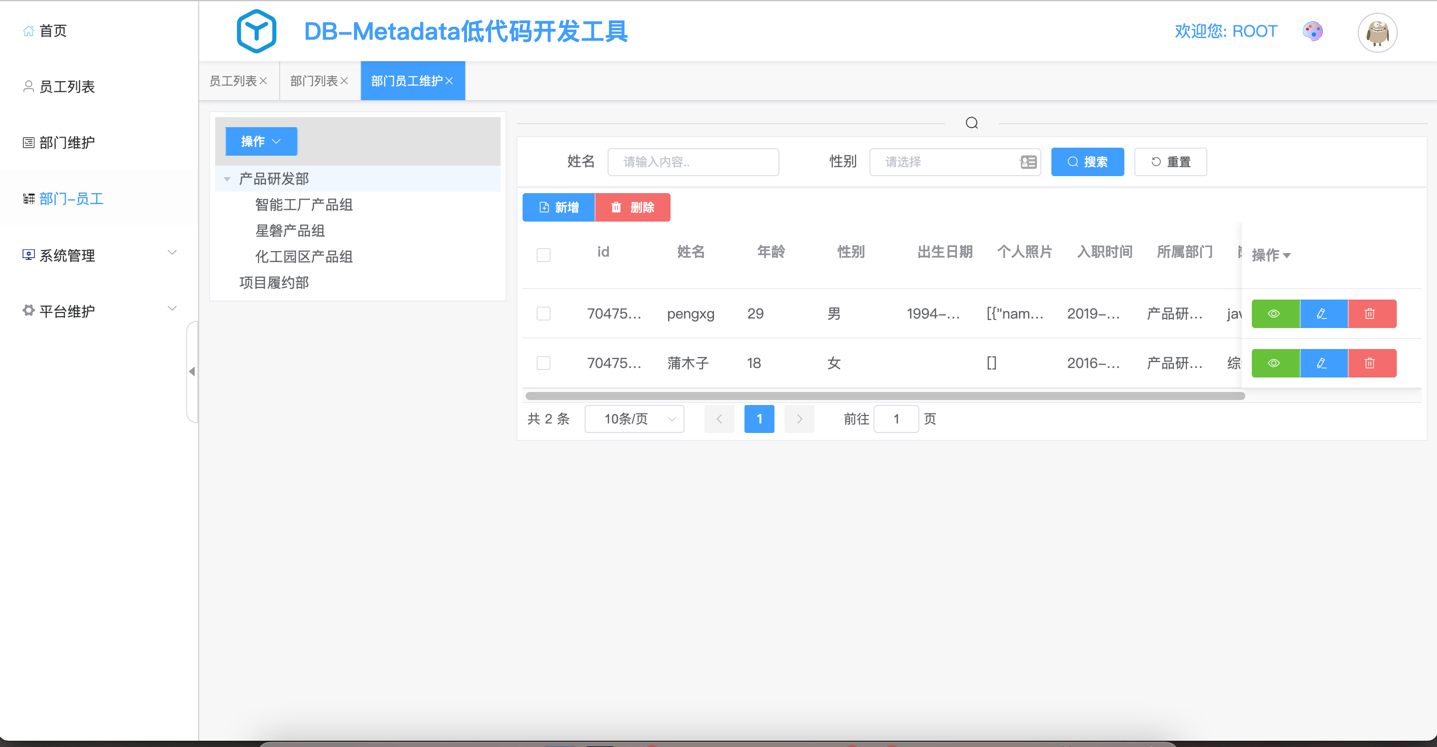 首页
员工列表
部门维护
部门-员工
系统管理
平台维护
DB-Metadata低代码开发工具
欢迎您: ROOT
员工列表 部门列表 部门员工维护
操作
产品研发部
智能工厂产品组
星磐产品组
化工园区产品组
项目履约部
姓名 请输入内容.. 性别 请选择 搜索 重置
新增 删除
id 姓名 年龄 性别 出生日期 个人照片 入职时间 所属部门 操作
70475... pengxg 29 男 1994-... [{"nam... 2019-... 产品研... jav
70475... 蒲木子 18 女 [] 2016-... 产品研... 综
共 2 条 10条/页 1 前往 1 页